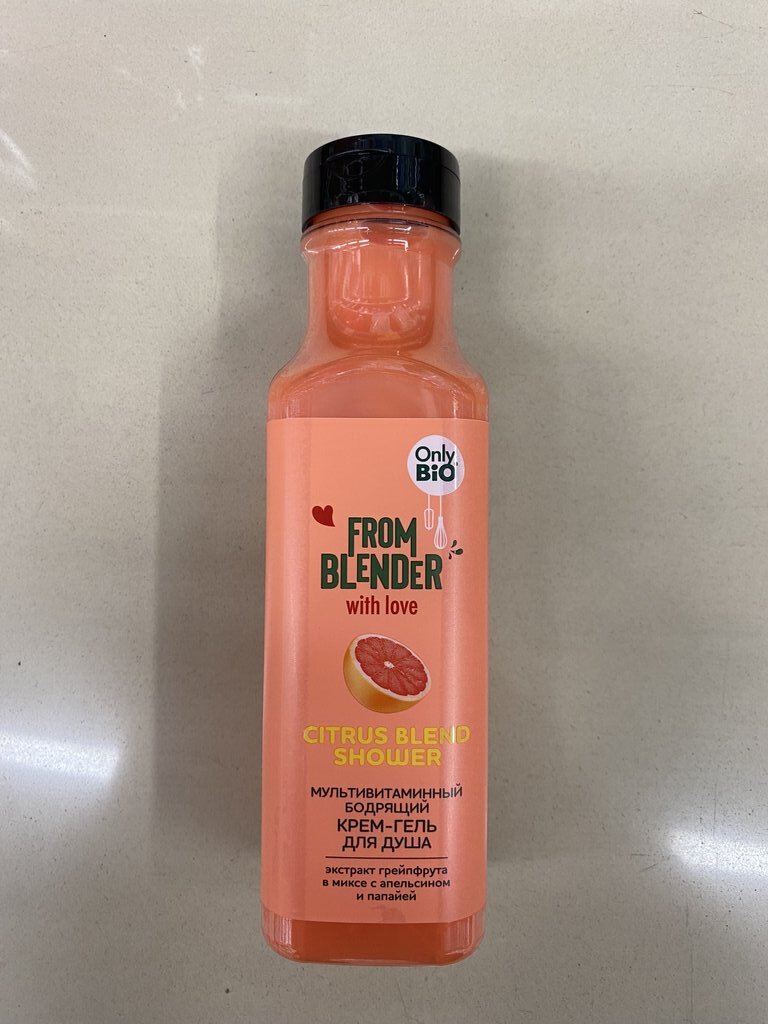 Only
BiO
FROM
BLENDER
with love
CITRUS BLEND
SHOWER
МУЛЬТИВИТАМИННЫЙ
БОДРЯЩИЙ
КРЕМ-ГЕЛЬ
ДЛЯ ДУША
экстракт грейпфрута
в миксе с апельсином
и папайей